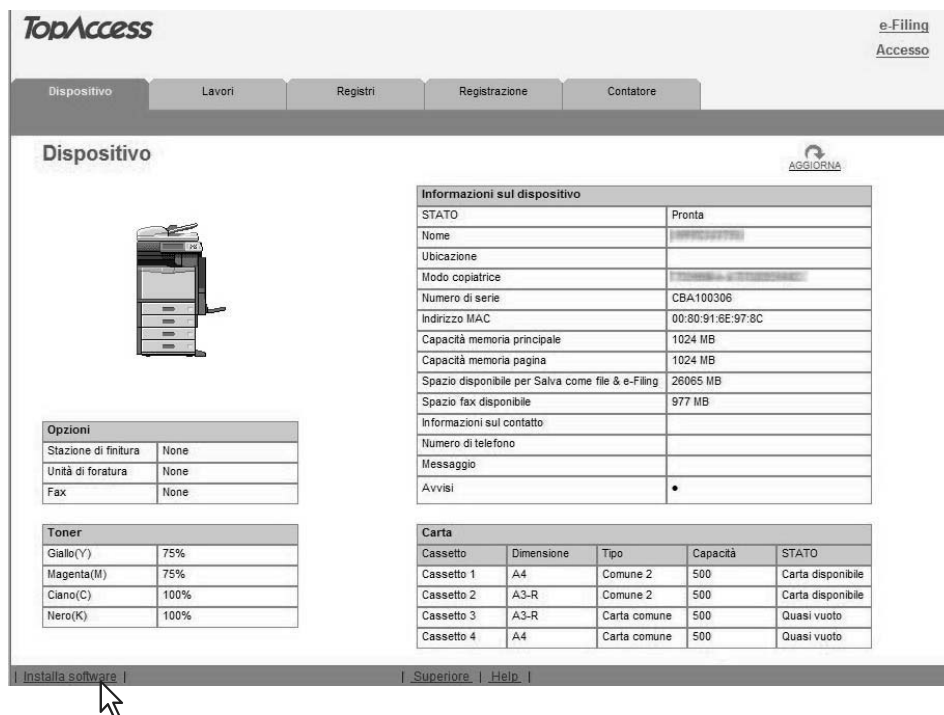 TopAccess
e-Filing
Accesso
Dispositivo Lavori Registri Registrazione Contatore
Dispositivo
AGGIORNA
Informazioni sul dispositivo
STATO Pronta
Nome
Ubicazione
Modo copiatrice
Numero di serie CBA100306
Indirizzo MAC 00:80:91:6E:97:8C
Capacità memoria principale 1024 MB
Capacità memoria pagina 1024 MB
Spazio disponibile per Salva come file & e-Filing 26065 MB
Spazio fax disponibile 977 MB
Informazioni sul contatto
Numero di telefono
Messaggio
Avvisi •
Opzioni
Stazione di finitura None
Unità di foratura None
Fax None
Toner
Giallo(Y) 75%
Magenta(M) 75%
Ciano(C) 100%
Nero(K) 100%
Carta
Cassetto Dimensione Tipo Capacità STATO
Cassetto 1 A4 Comune 2 500 Carta disponibile
Cassetto 2 A3-R Comune 2 500 Carta disponibile
Cassetto 3 A3-R Carta comune 500 Quasi vuoto
Cassetto 4 A4 Carta comune 500 Quasi vuoto
| Installa software | | Superiore | Help |